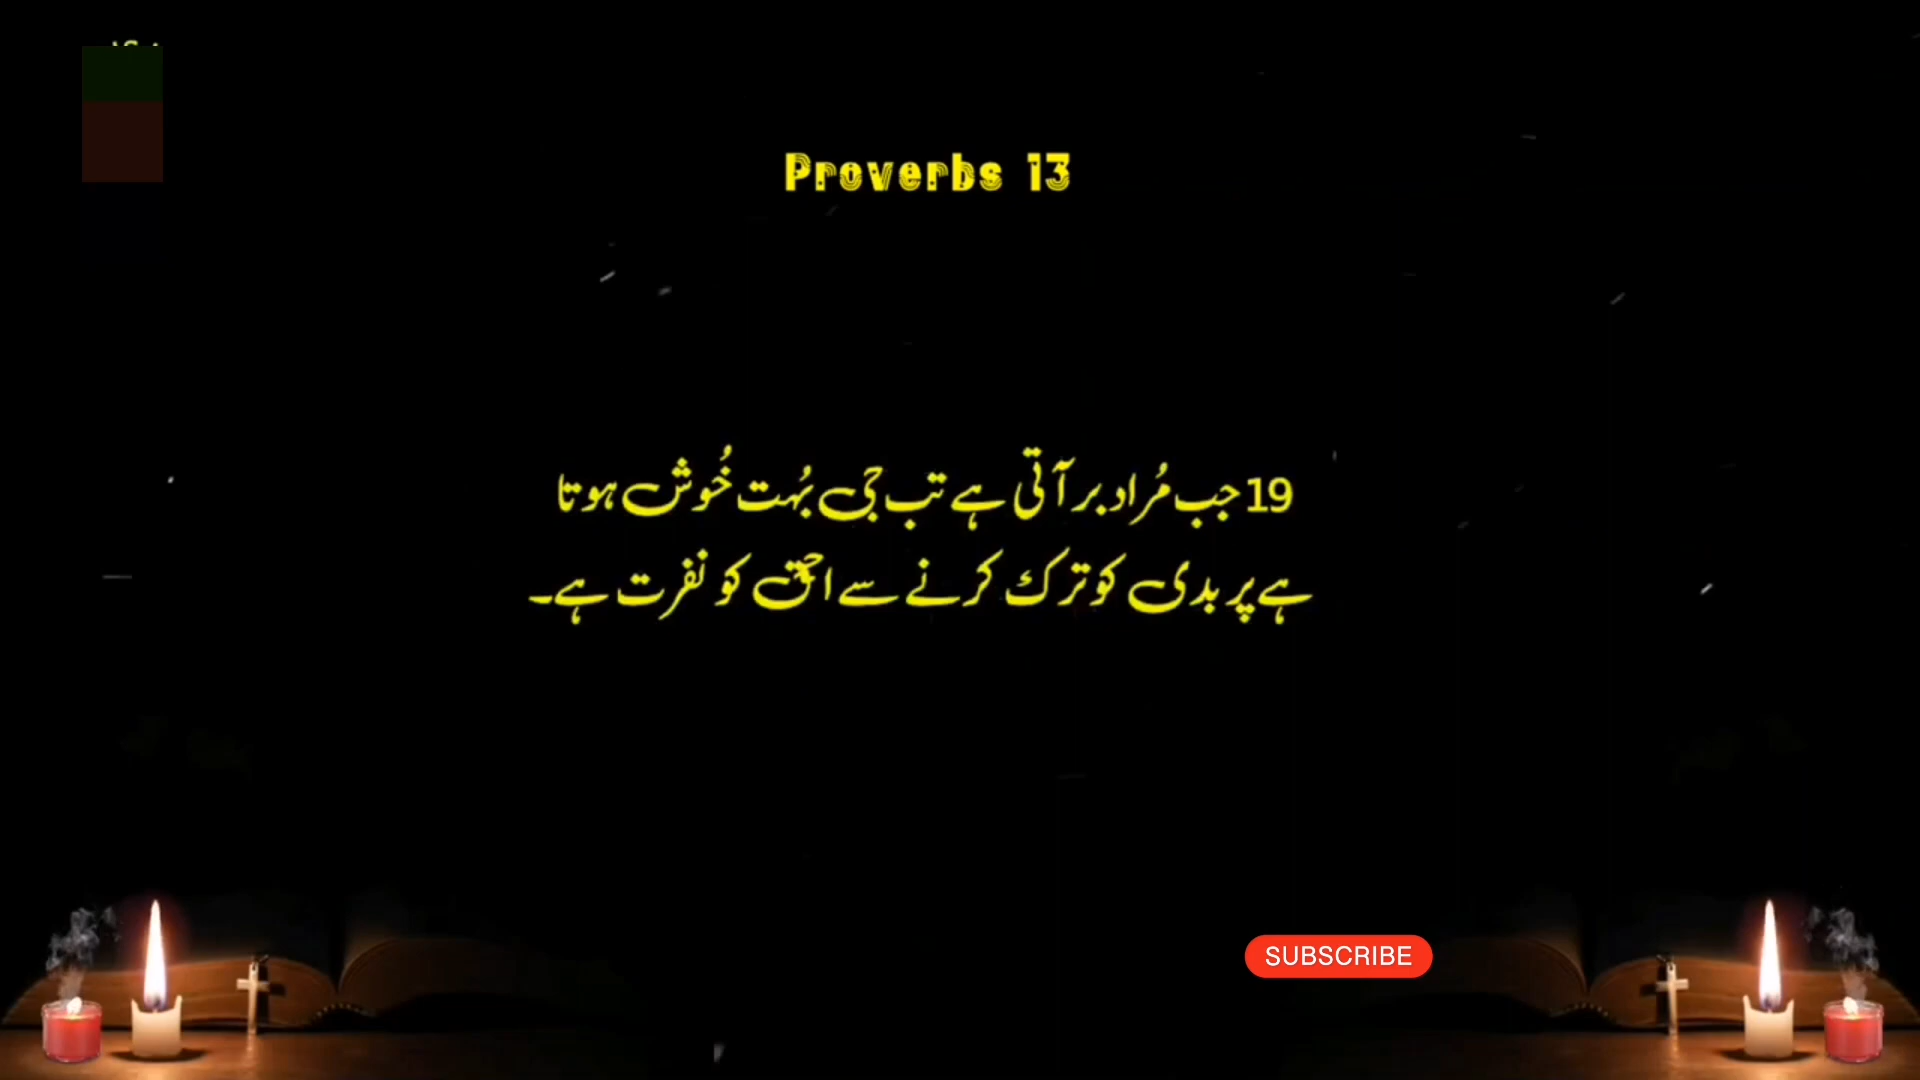 Proverbs 13
19 جب مُراد بر آتی ہے تب جی بُہت خُوش ہوتا
ہے پر بدی کو ترک کرنے سے احمق کو نفرت ہے۔
SUBSCRIBE